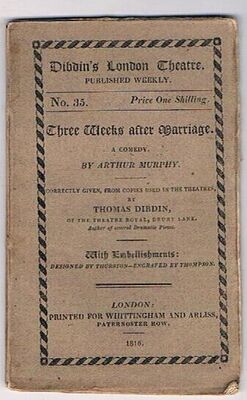 Dibdin's London Theatre.
PUBLISHED WEEKLY.
No. 35. Price One Shilling.
Three Weeks after Marriage.
A COMEDY.
BY ARTHUR MURPHY.
CORRECTLY GIVEN, FROM COPIES USED IN THE THEATRES,
BY
THOMAS DIBDIN,
OF THE THEATRE ROYAL, DRURY LANE.
Author of several Dramatic Pieces.
With Embellishments:
DESIGNED BY THURSTON—ENGRAVED BY THOMPSON.
LONDON:
PRINTED FOR WHITTINGHAM AND ARLISS,
PATERNOSTER ROW.
1816.